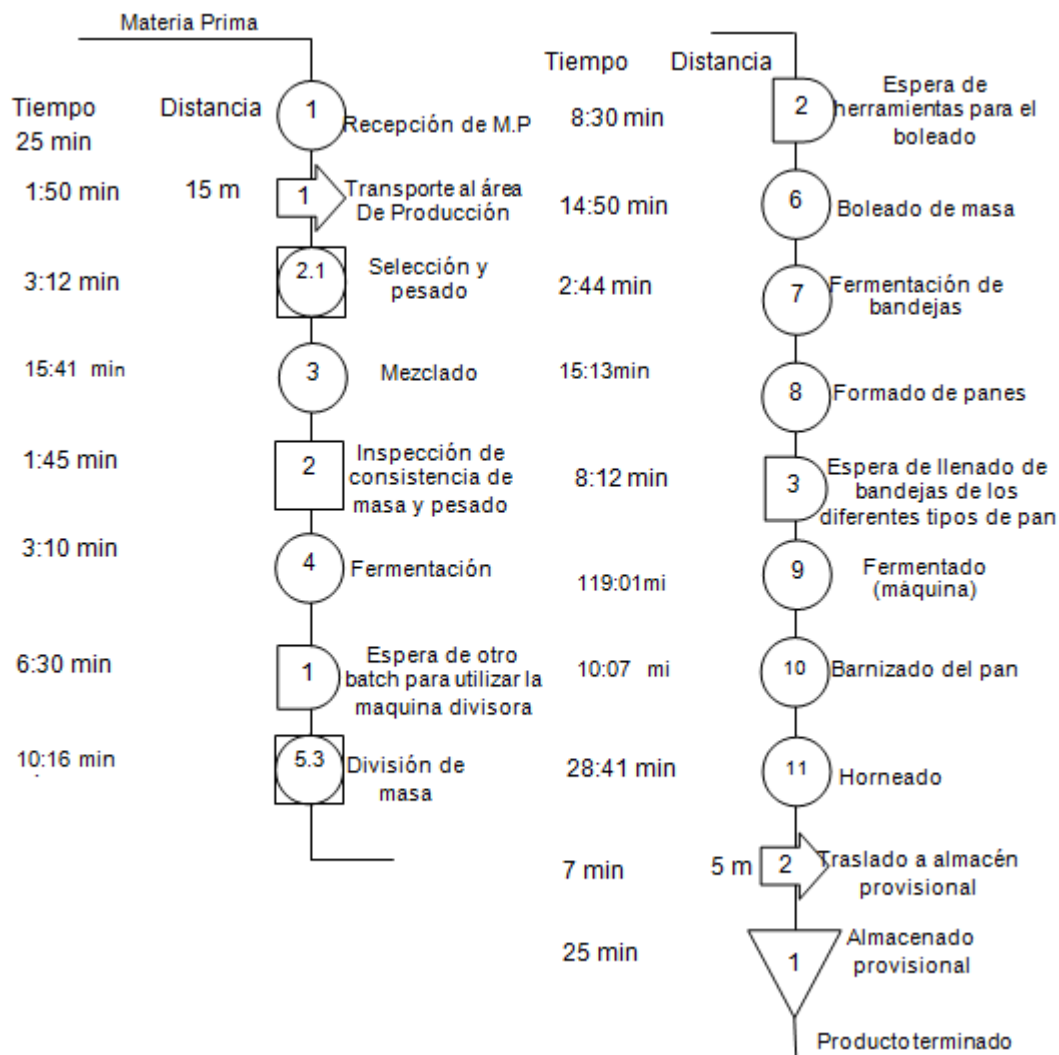 Materia Prima
Tiempo
Distancia
25 min
1
Recepción de M.P
1:50 min
15 m
1
Transporte al área
De Producción
3:12 min
2.1
Selección y
pesado
15:41 min
3
Mezclado
1:45 min
2
Inspección de
consistencia de
masa y pesado
3:10 min
4
Fermentación
6:30 min
1
Espera de otro
batch para utilizar la
maquina divisora
10:16 min
5.3
División de
masa
Tiempo
Distancia
8:30 min
2
Espera de
herramientas para el
boleado
14:50 min
6
Boleado de masa
2:44 min
7
Fermentación de
bandejas
15:13min
8
Formado de panes
8:12 min
3
Espera de llenado de
bandejas de los
diferentes tipos de pan
119:01mi
9
Fermentado
(máquina)
10:07 mi
10
Barnizado del pan
28:41 min
11
Horneado
7 min
5 m
2
Traslado a almacén
provisional
25 min
1
Almacenado
provisional
Producto terminado